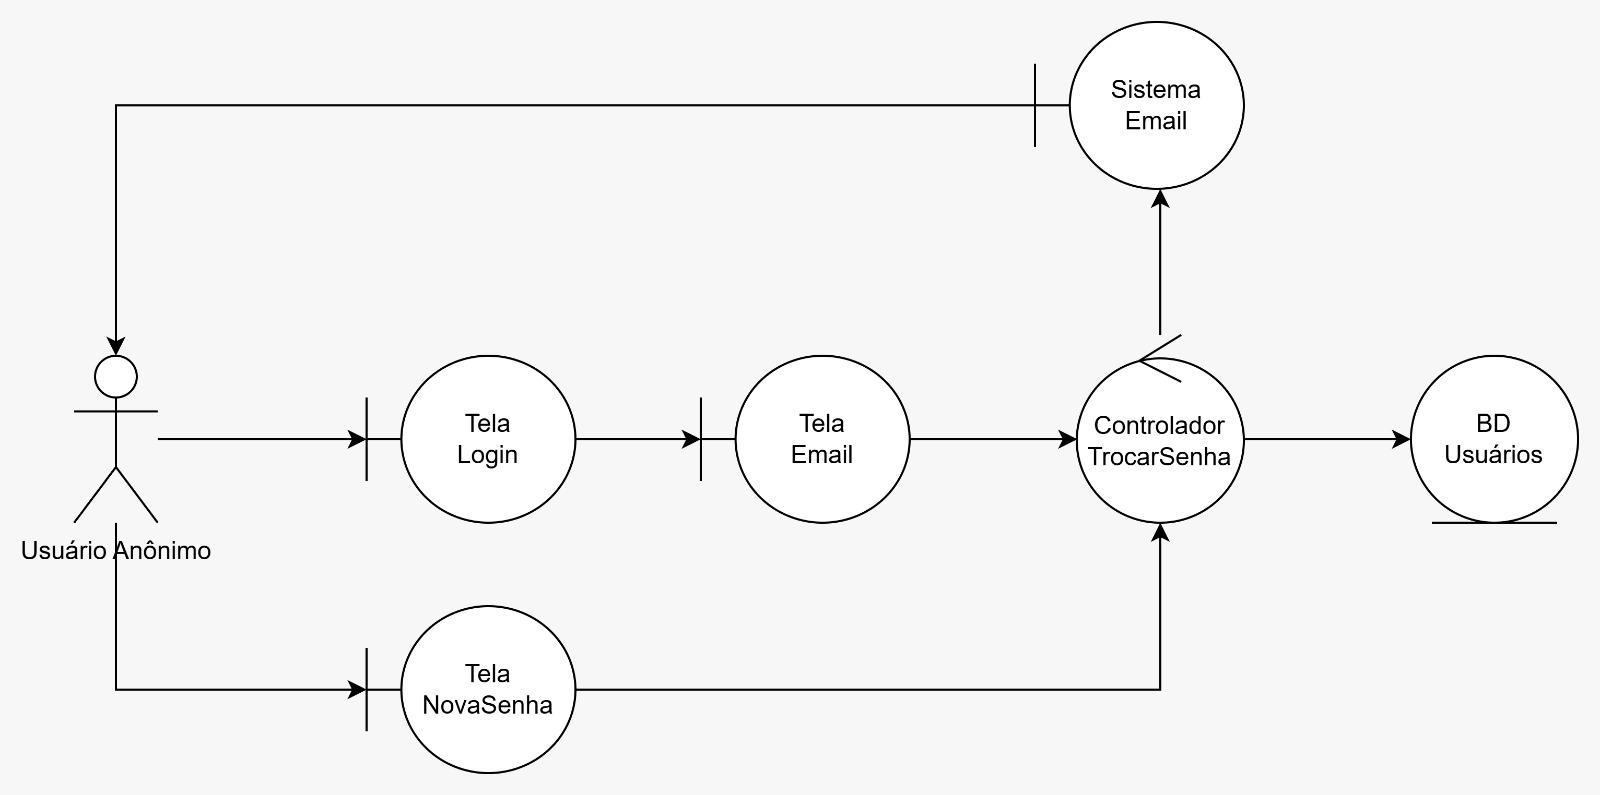 Sistema
Email
Usuário Anônimo
Tela
Login
Tela
Email
Controlador
TrocarSenha
BD
Usuários
Tela
NovaSenha